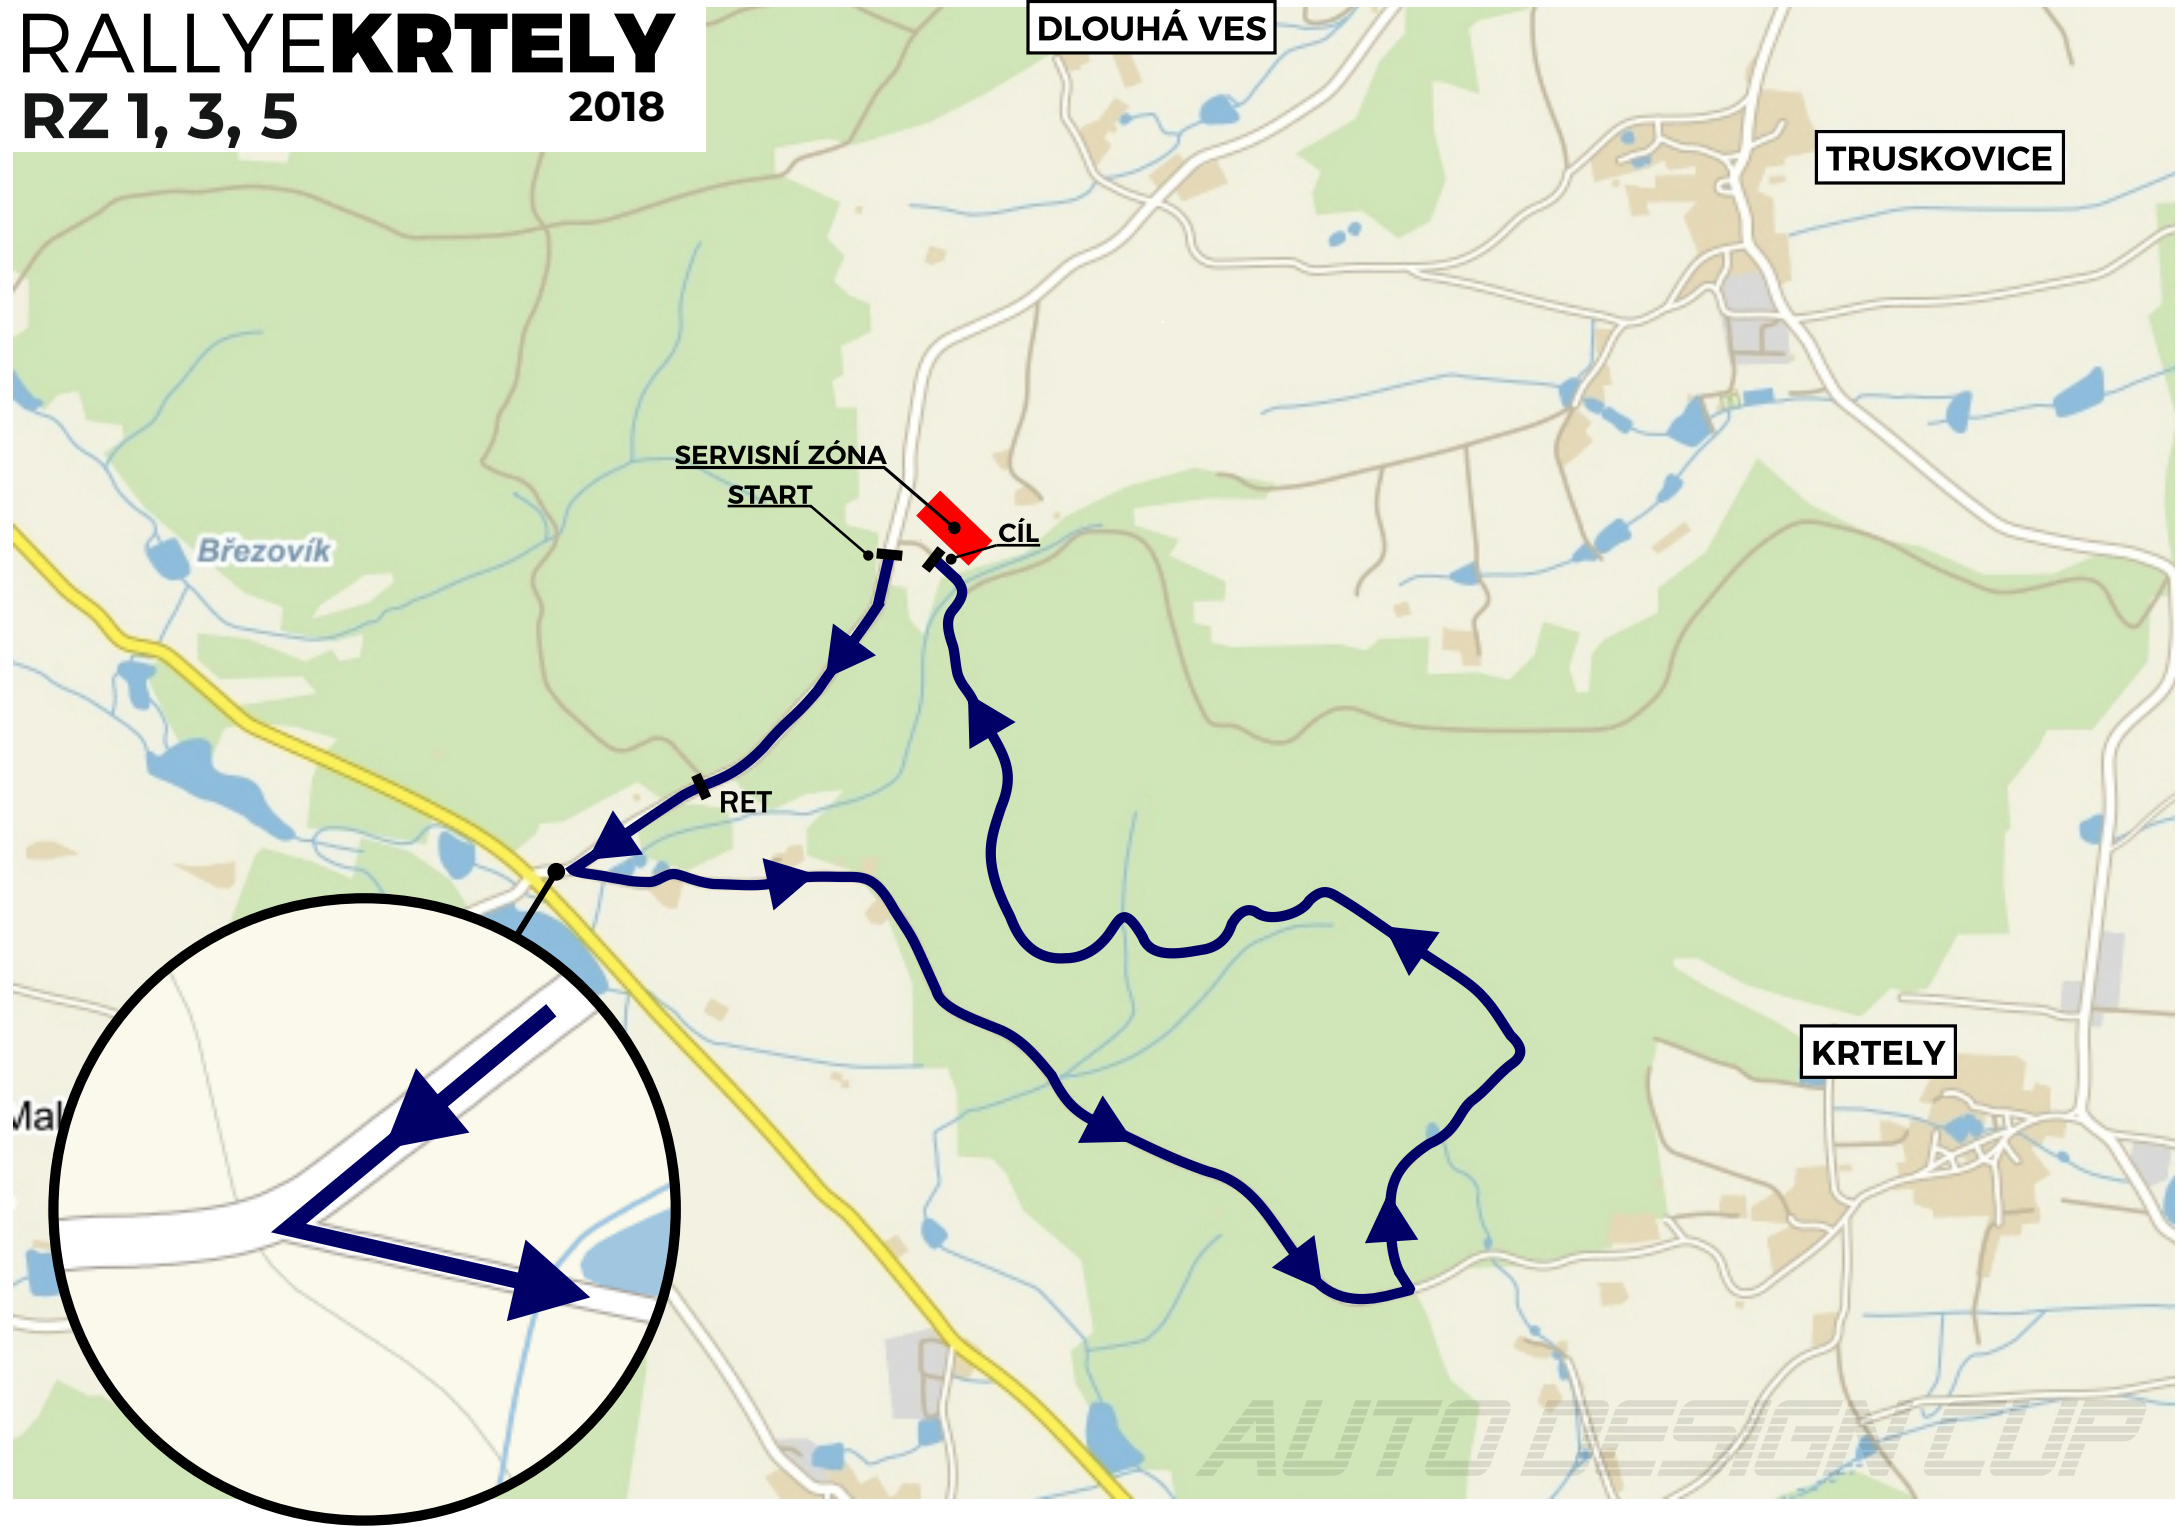 RALLYEKRTELY
RZ 1, 3, 5
2018
DLOUHÁ VES
TRUSKOVICE
SERVISNÍ ZÓNA
START
CÍL
Březovík
RET
KRTELY
Mal
AUTO DESIGN CUP